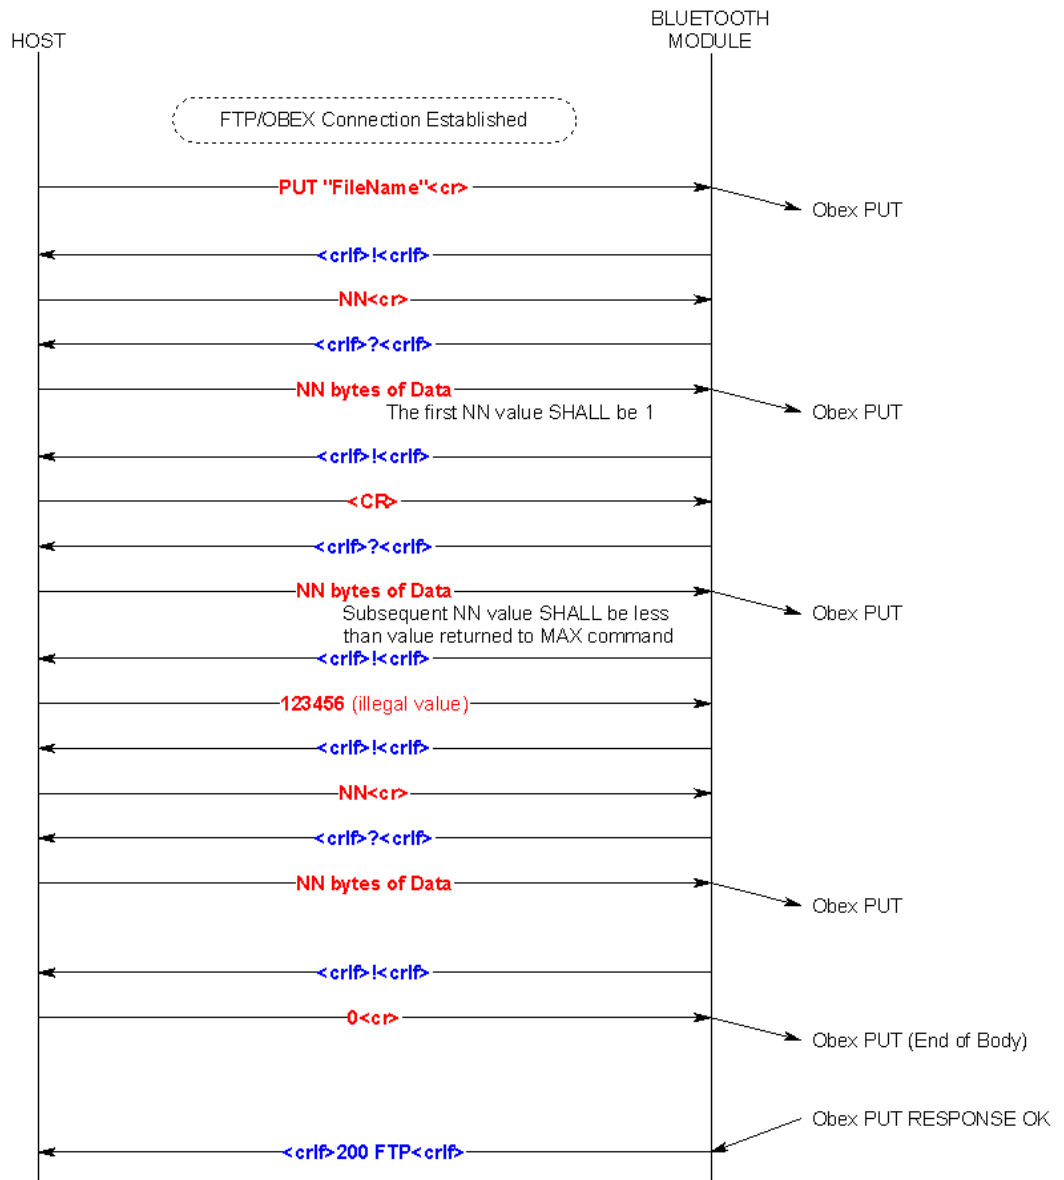 HOST
BLUETOOTH
MODULE
FTP/OBEX Connection Established
PUT "FileName"<cr>
Obex PUT
<crlf>!<crlf>
NN<cr>
<crlf>?<crlf>
NN bytes of Data
The first NN value SHALL be 1
Obex PUT
<crlf>!<crlf>
<CR>
<crlf>?<crlf>
NN bytes of Data
Subsequent NN value SHALL be less
than value returned to MAX command
Obex PUT
<crlf>!<crlf>
123456 (illegal value)
<crlf>!<crlf>
NN<cr>
<crlf>?<crlf>
NN bytes of Data
Obex PUT
<crlf>!<crlf>
0<cr>
Obex PUT (End of Body)
Obex PUT RESPONSE OK
<crlf>200 FTP<crlf>